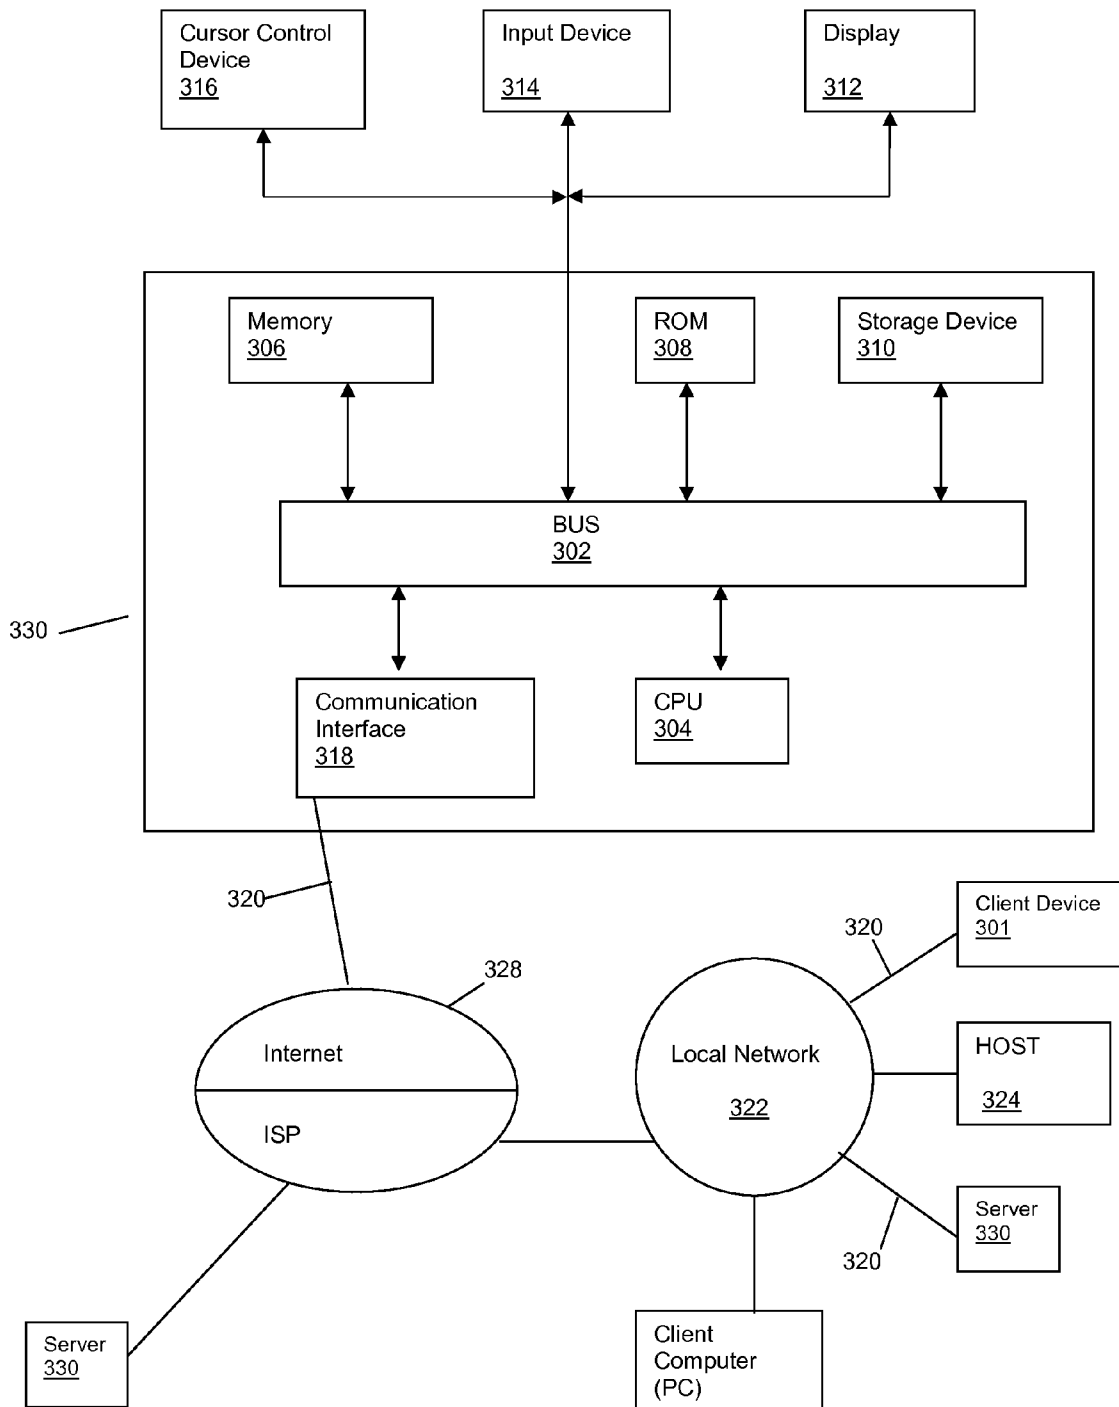 Cursor Control
Device
316
Input Device
314
Display
312
Memory
306
ROM
308
Storage Device
310
BUS
302
330
Communication
Interface
318
CPU
304
320
Client Device
301
320
328
Internet
ISP
Local Network
322
HOST
324
Server
330
320
Server
330
Client
Computer
(PC)